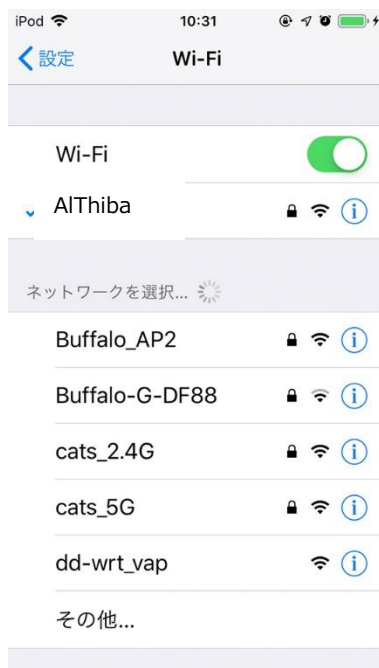 iPod 10:31
設定 Wi-Fi
Wi-Fi
AlThiba
ネットワークを選択...
Buffalo_AP2
Buffalo-G-DF88
cats_2.4G
cats_5G
dd-wrt_vap
その他...